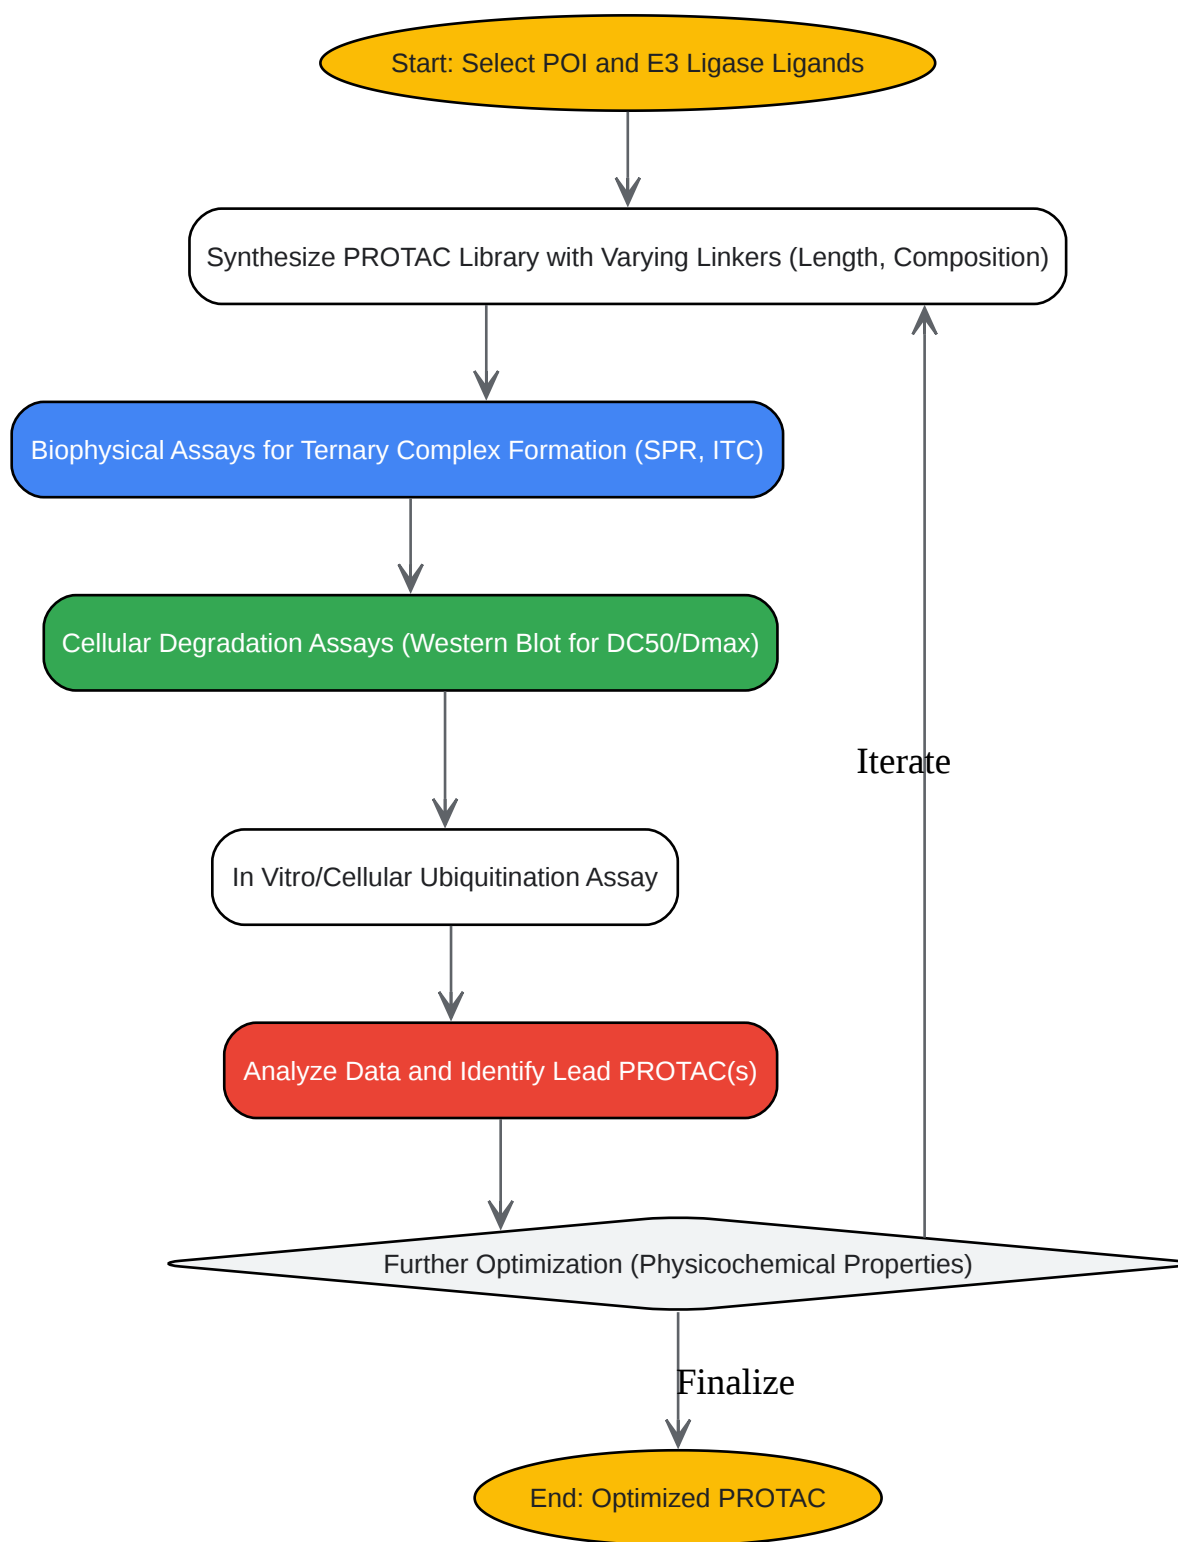 Start: Select POI and E3 Ligase Ligands
Synthesize PROTAC Library with Varying Linkers (Length, Composition)
Biophysical Assays for Ternary Complex Formation (SPR, ITC)
Cellular Degradation Assays (Western Blot for DC50/Dmax)
Iterate
In Vitro/Cellular Ubiquitination Assay
Analyze Data and Identify Lead PROTAC(s)
Further Optimization (Physicochemical Properties)
Finalize
End: Optimized PROTAC